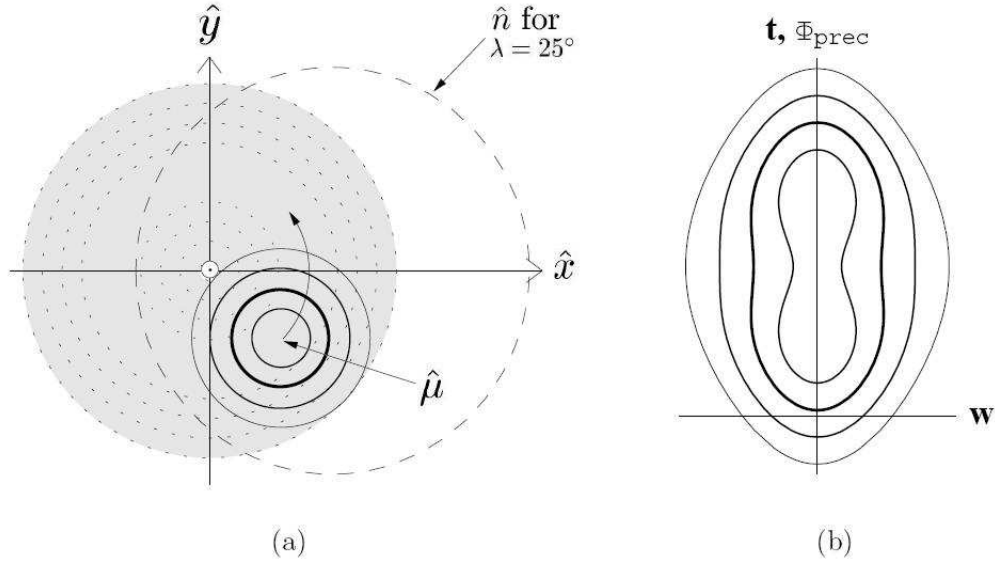 ŷ
n̂ for
λ = 25°
x̂
μ̂
(a)
t, Φprec
w
(b)